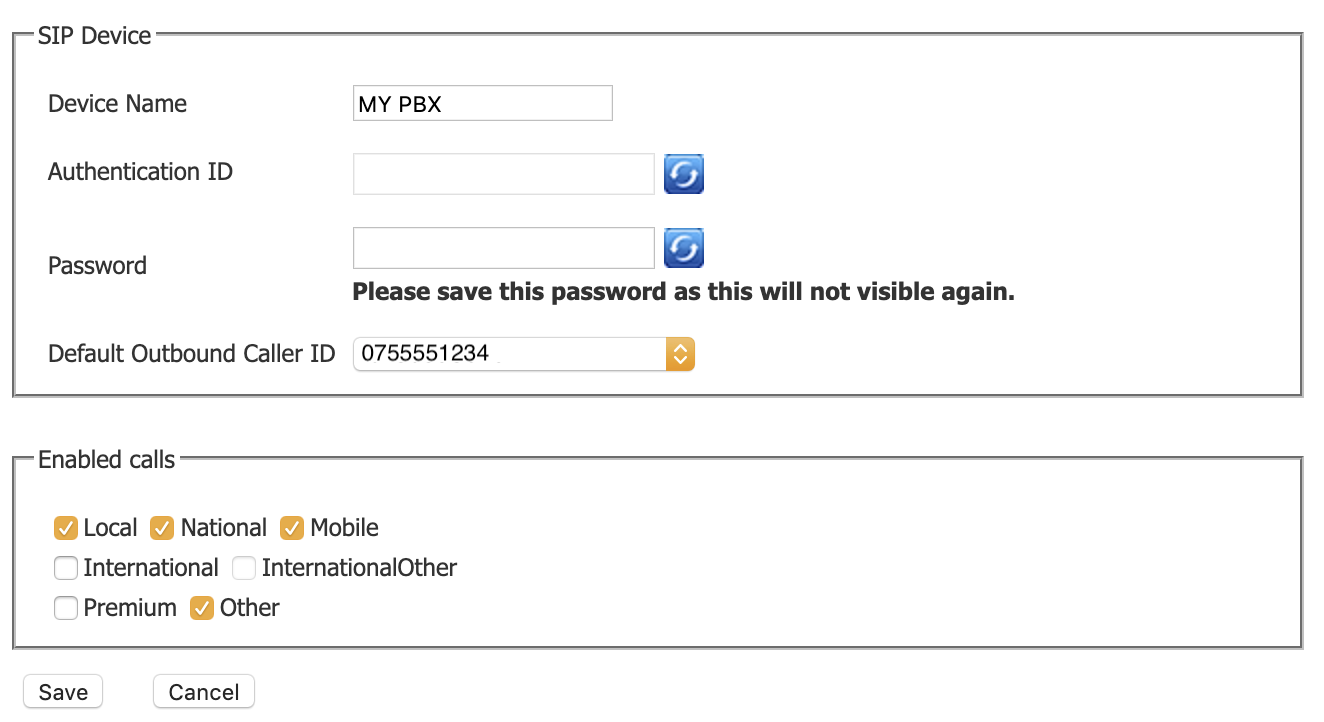 SIP Device
Device Name MY PBX
Authentication ID
Password
Please save this password as this will not visible again.
Default Outbound Caller ID 0755551234
Enabled calls
Local National Mobile
International InternationalOther
Premium Other
Save Cancel